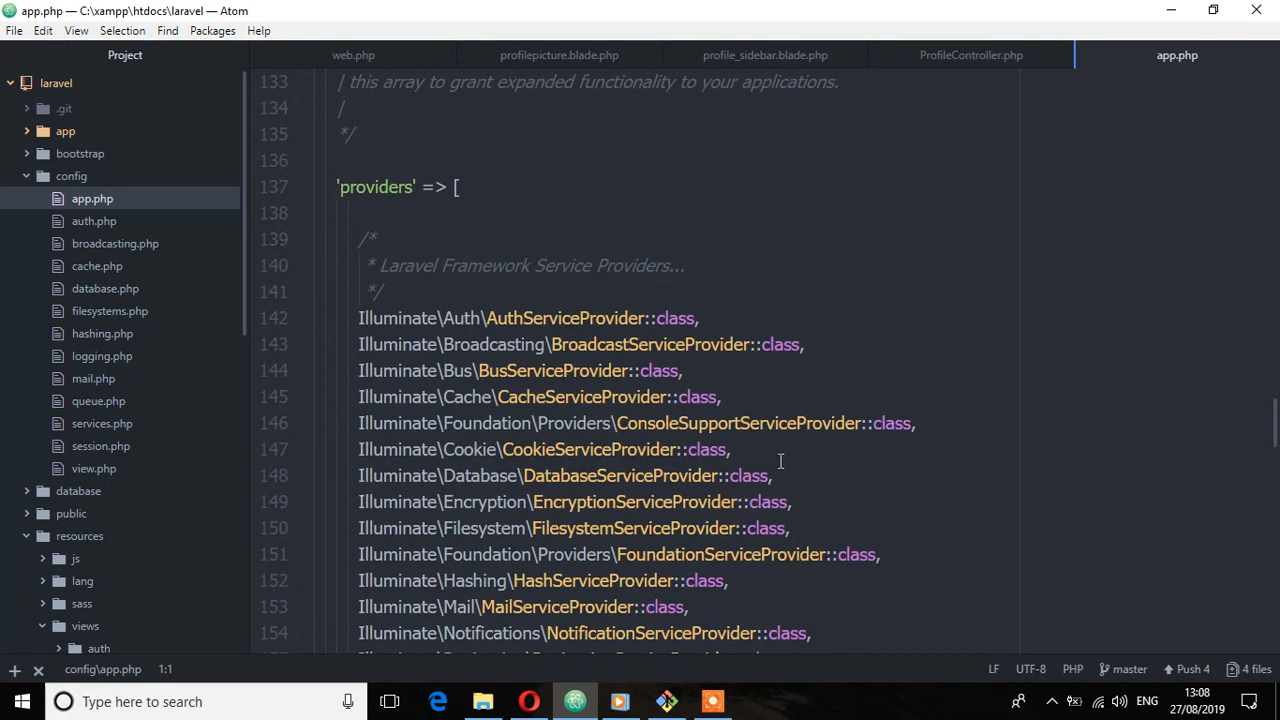 app.php — C:\xampp\htdocs\laravel — Atom
File Edit View Selection Find Packages Help
Project
web.php
profilepicture.blade.php
profile_sidebar.blade.php
ProfileController.php
app.php
laravel
.git
app
bootstrap
config
app.php
auth.php
broadcasting.php
cache.php
database.php
filesystems.php
hashing.php
logging.php
mail.php
queue.php
services.php
session.php
view.php
database
public
resources
js
lang
sass
views
auth
133 | this array to grant expanded functionality to your applications.
134 |
135 */
136
137 'providers' => [
138
139 /*
140 * Laravel Framework Service Providers...
141 */
142 Illuminate\Auth\AuthServiceProvider::class,
143 Illuminate\Broadcasting\BroadcastServiceProvider::class,
144 Illuminate\Bus\BusServiceProvider::class,
145 Illuminate\Cache\CacheServiceProvider::class,
146 Illuminate\Foundation\Providers\ConsoleSupportServiceProvider::class,
147 Illuminate\Cookie\CookieServiceProvider::class,
148 Illuminate\Database\DatabaseServiceProvider::class,
149 Illuminate\Encryption\EncryptionServiceProvider::class,
150 Illuminate\Filesystem\FilesystemServiceProvider::class,
151 Illuminate\Foundation\Providers\FoundationServiceProvider::class,
152 Illuminate\Hashing\HashServiceProvider::class,
153 Illuminate\Mail\MailServiceProvider::class,
154 Illuminate\Notifications\NotificationServiceProvider::class,
config\app.php 1:1
LF UTF-8 PHP master Push 4 4 files
Type here to search
ENG
13:08
27/08/2019